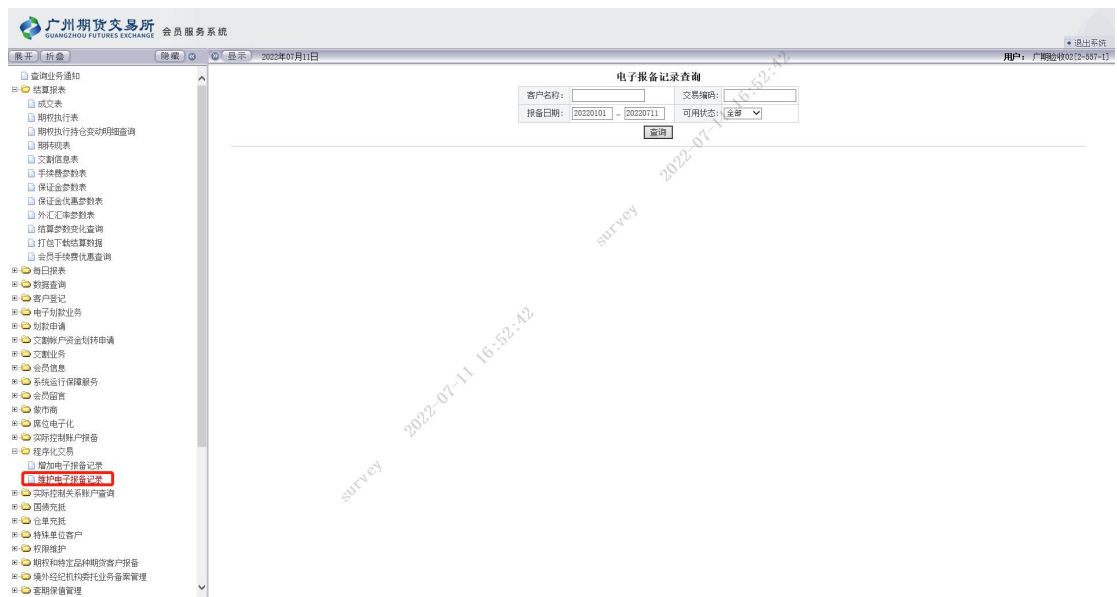 广州期货交易所 会员服务系统
GUANGZHOU FUTURES EXCHANGE
退出系统
展开 折叠 隐藏 显示 2022年07月11日 用户： 广期验收02[2-557-1]
查询业务通知
结算报表
成交表
期权执行表
期权执行持仓变动明细查询
期转现表
交割信息表
手续费参数表
保证金参数表
保证金优惠参数表
外汇汇率参数表
结算参数变化查询
打包下载结算数据
会员手续费优惠查询
每日报表
数据查询
客户登记
电子划款业务
划款申请
交割帐户资金划转申请
交割业务
会员信息
系统运行保障服务
会员留言
做市商
席位电子化
实际控制账户报备
程序化交易
增加电子报备记录
维护电子报备记录
实际控制关系账户查询
国债充抵
仓单充抵
特殊单位客户
权限维护
期权和特定品种期货客户报备
境外经纪机构委托业务备案管理
套期保值管理
电子报备记录查询
客户名称： 交易编码：
报备日期： 20220101 - 20220711 可用状态： 全部
查询
survey 2022-07-11 16:52:42
survey 2022-07-11 16:52:42